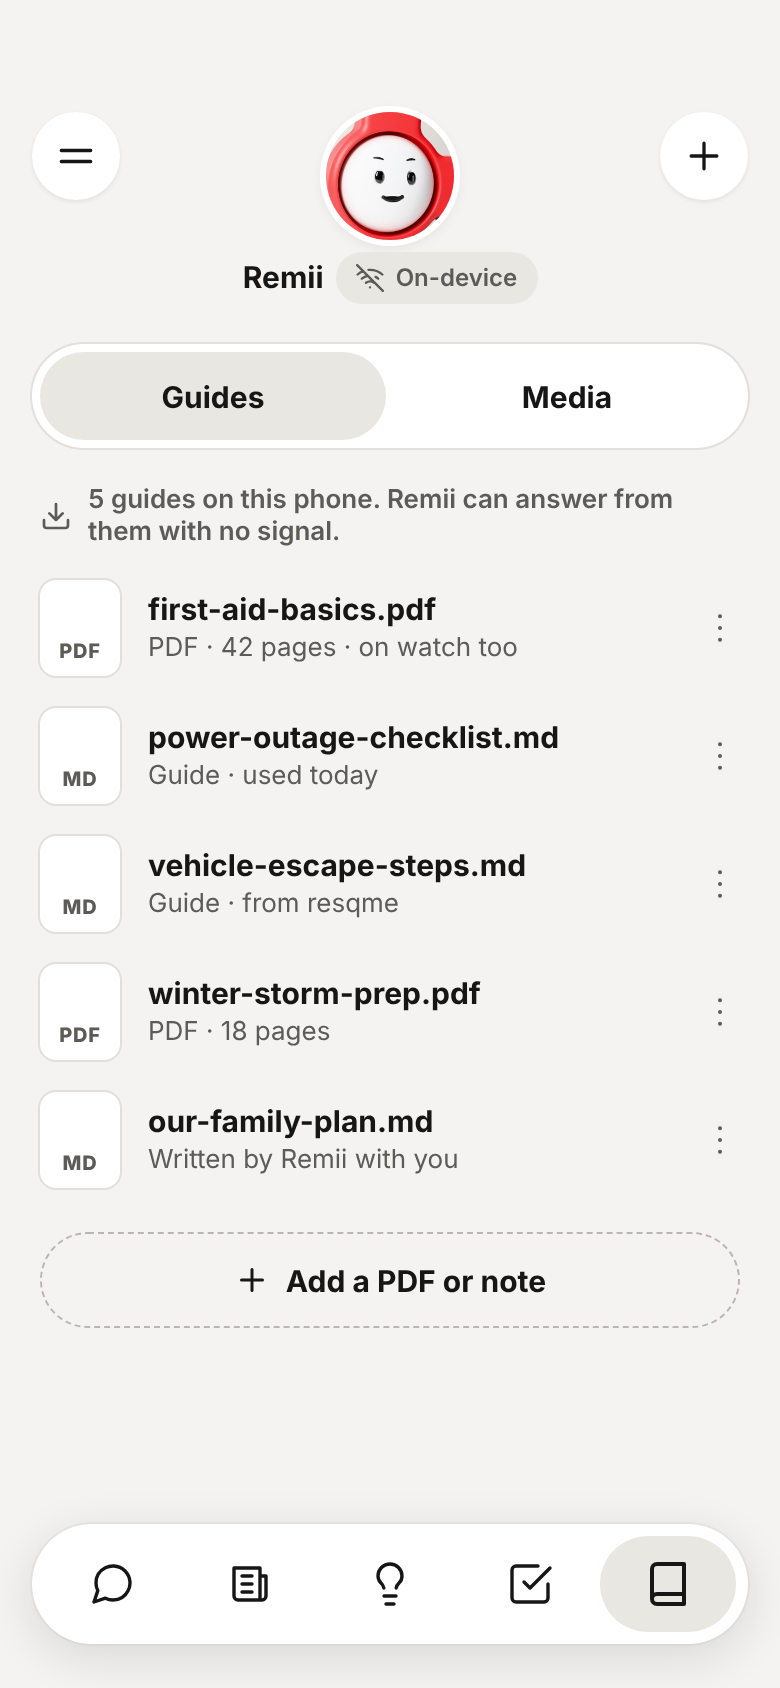 Remii
On-device
Guides
Media
5 guides on this phone. Remii can answer from
them with no signal.
PDF
first-aid-basics.pdf
PDF · 42 pages · on watch too
MD
power-outage-checklist.md
Guide · used today
MD
vehicle-escape-steps.md
Guide · from resqme
PDF
winter-storm-prep.pdf
PDF · 18 pages
MD
our-family-plan.md
Written by Remii with you
Add a PDF or note